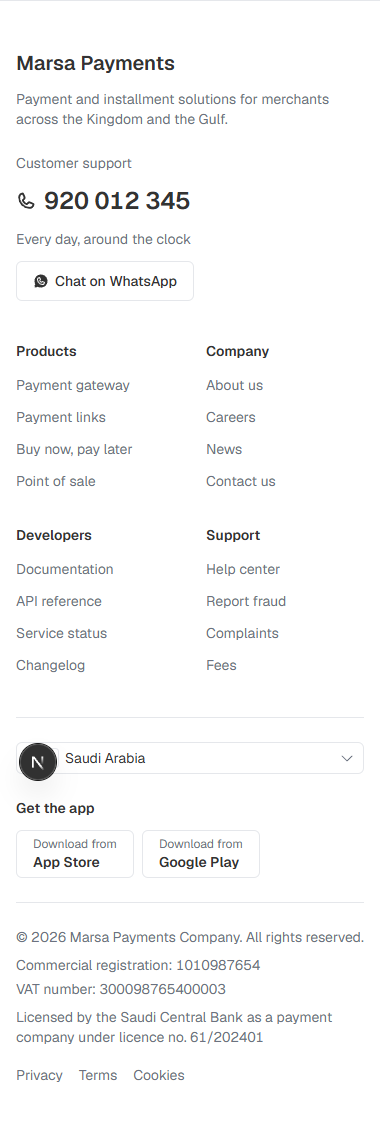 Marsa Payments
Payment and installment solutions for merchants
across the Kingdom and the Gulf.
Customer support
920 012 345
Every day, around the clock
Chat on WhatsApp
Products
Payment gateway
Payment links
Buy now, pay later
Point of sale
Company
About us
Careers
News
Contact us
Developers
Documentation
API reference
Service status
Changelog
Support
Help center
Report fraud
Complaints
Fees
N
Saudi Arabia
Get the app
Download from
App Store
Download from
Google Play
© 2026 Marsa Payments Company. All rights reserved.
Commercial registration: 1010987654
VAT number: 300098765400003
Licensed by the Saudi Central Bank as a payment
company under licence no. 61/202401
Privacy Terms Cookies